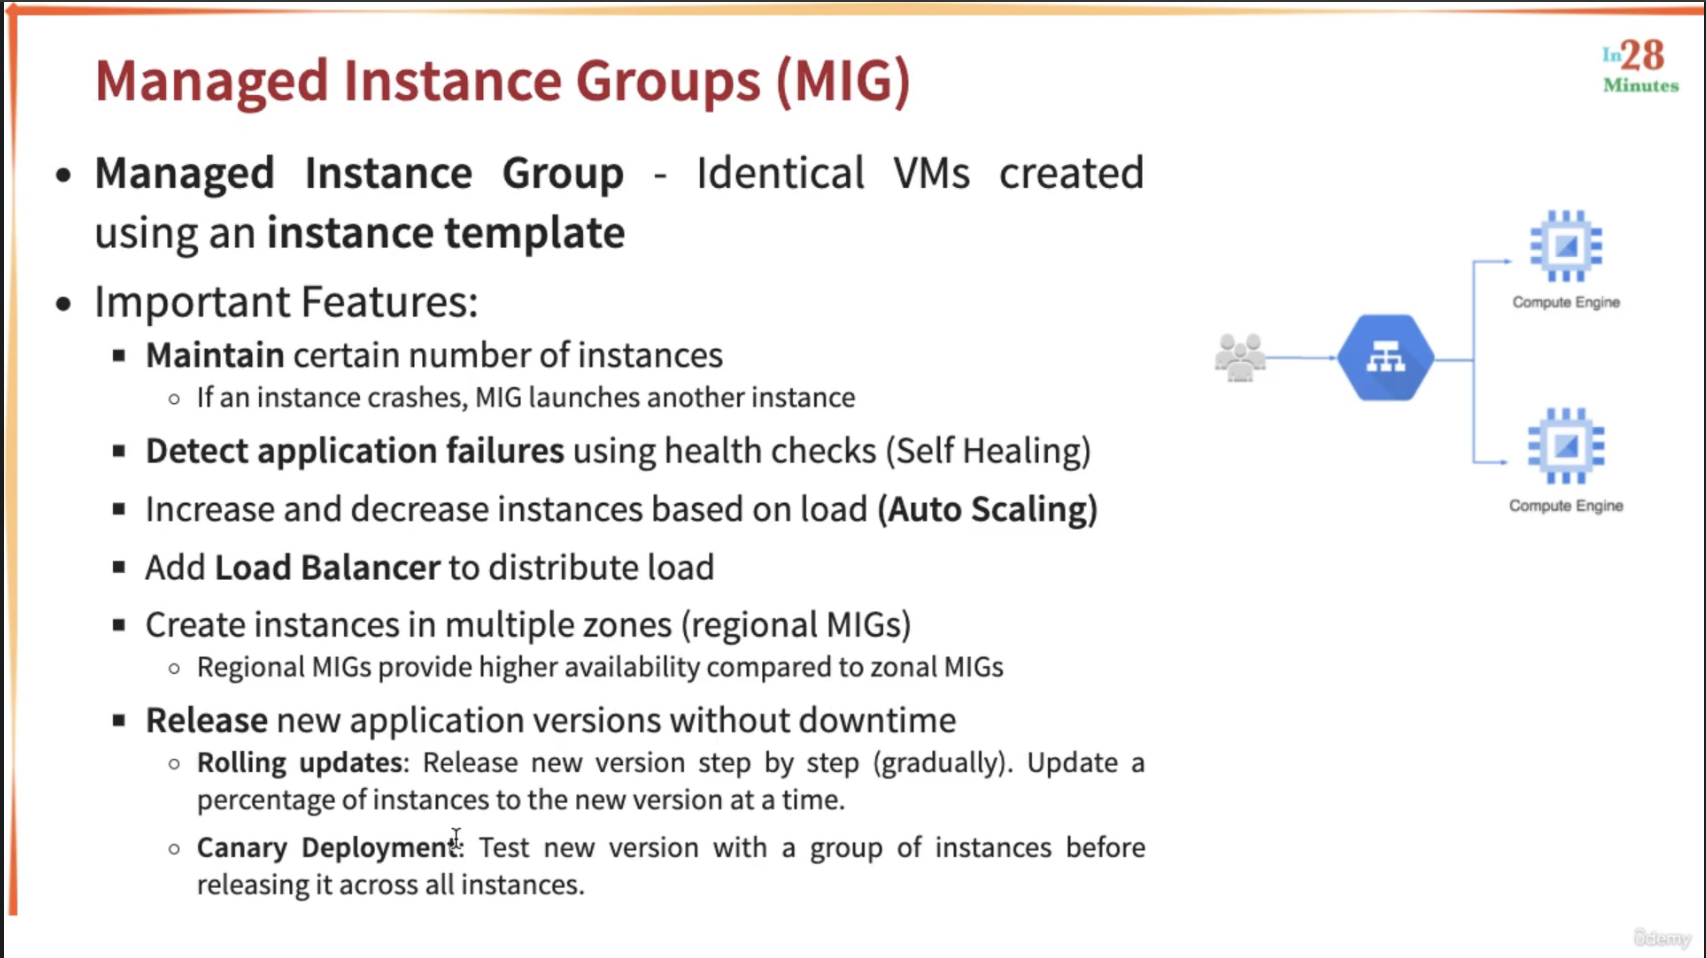 Managed Instance Groups (MIG)
In28
Minutes
• Managed Instance Group - Identical VMs created
using an instance template
• Important Features:
▪ Maintain certain number of instances
○ If an instance crashes, MIG launches another instance
▪ Detect application failures using health checks (Self Healing)
▪ Increase and decrease instances based on load (Auto Scaling)
▪ Add Load Balancer to distribute load
▪ Create instances in multiple zones (regional MIGs)
○ Regional MIGs provide higher availability compared to zonal MIGs
▪ Release new application versions without downtime
○ Rolling updates: Release new version step by step (gradually). Update a
percentage of instances to the new version at a time.
○ Canary Deployment: Test new version with a group of instances before
releasing it across all instances.
Compute Engine
Compute Engine
ûdemy